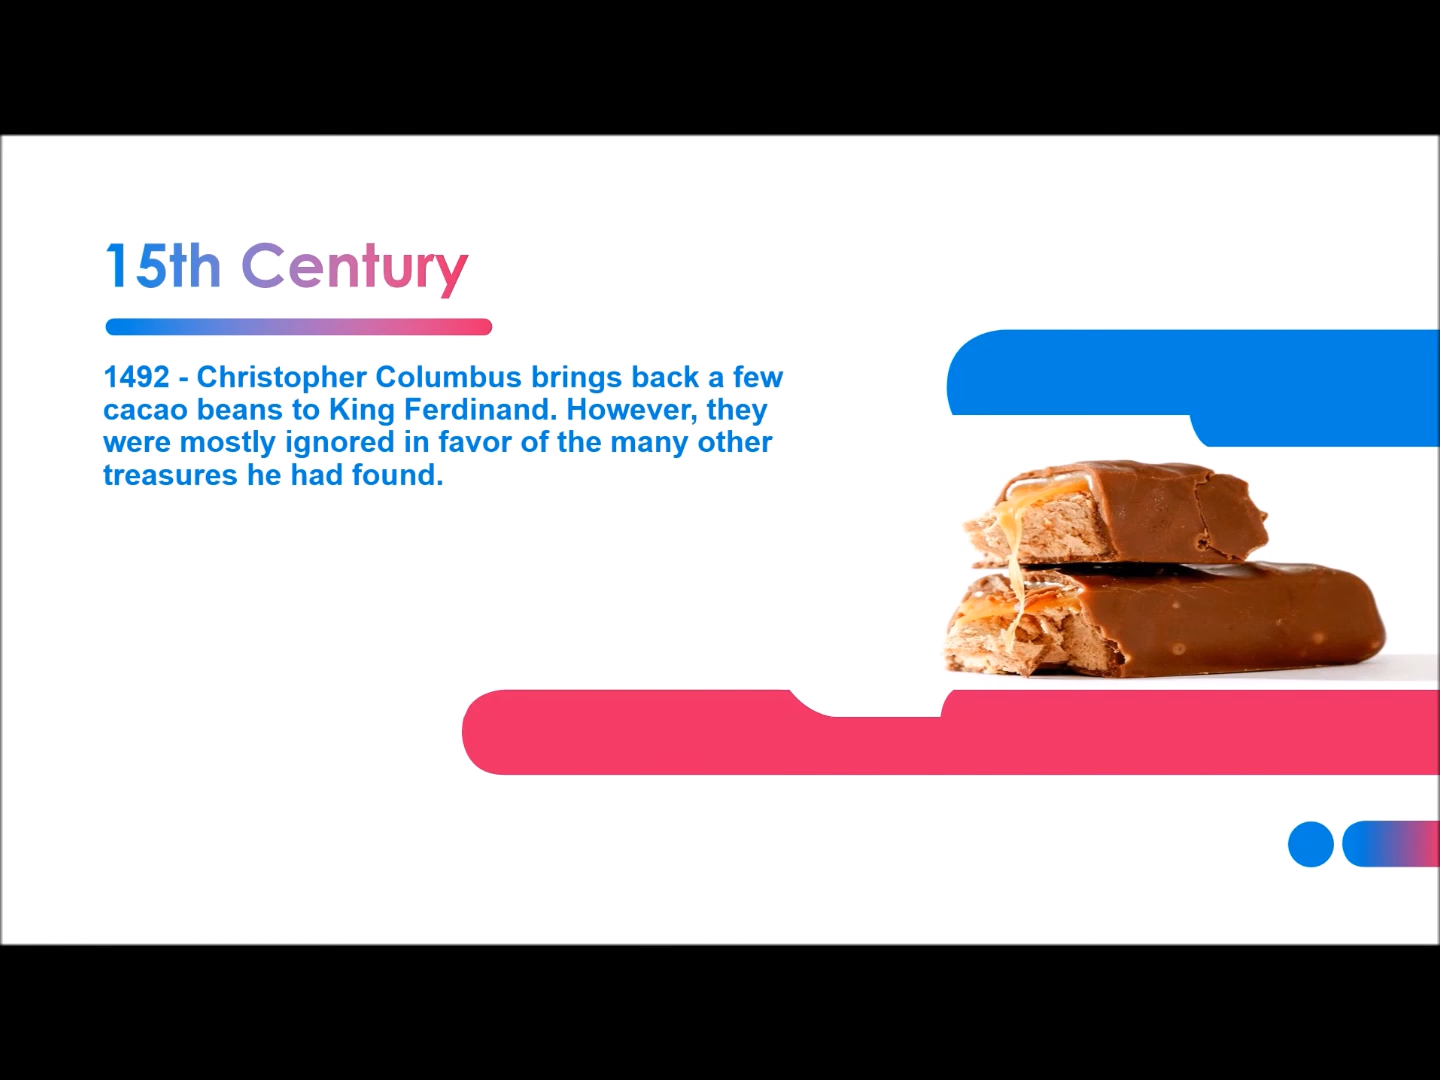 15th Century
1492 - Christopher Columbus brings back a few
cacao beans to King Ferdinand. However, they
were mostly ignored in favor of the many other
treasures he had found.